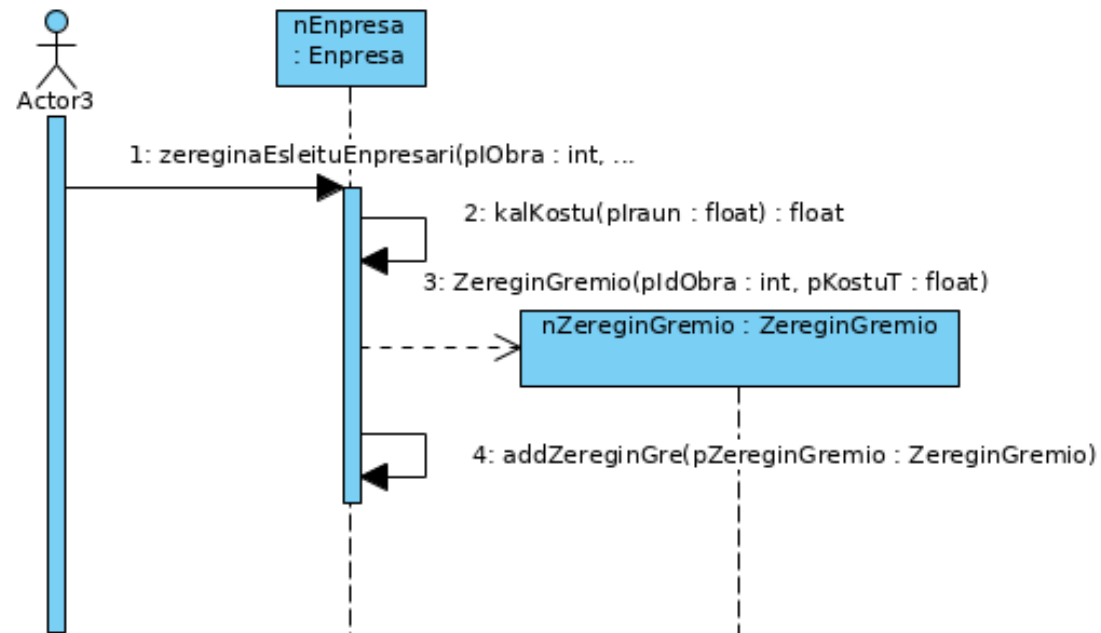 nEnpresa
: Enpresa
Actor3
1: zereginaEsleituEnpresari(pIObra : int, ...
2: kalKostu(pIraun : float) : float
3: ZereginGremio(pIdObra : int, pKostuT : float)
nZereginGremio : ZereginGremio
4: addZereginGre(pZereginGremio : ZereginGremio)